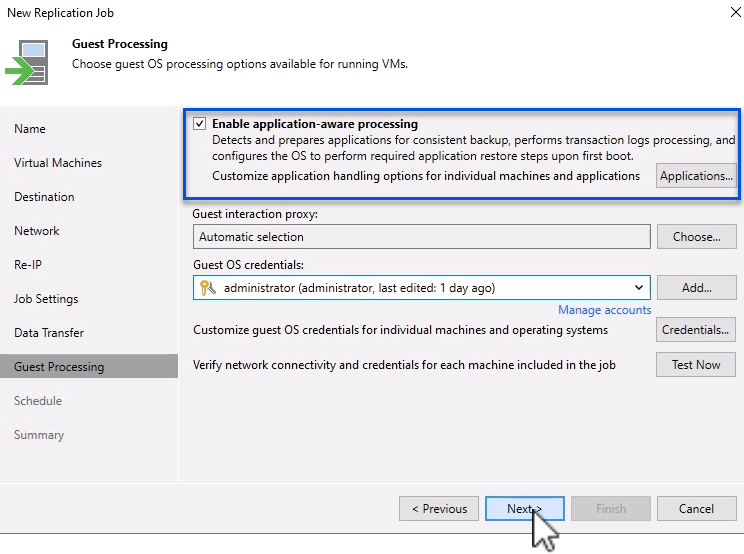 New Replication Job
Guest Processing
Choose guest OS processing options available for running VMs.
Name
Virtual Machines
Destination
Network
Re-IP
Job Settings
Data Transfer
Guest Processing
Schedule
Summary
Enable application-aware processing
Detects and prepares applications for consistent backup, performs transaction logs processing, and
configures the OS to perform required application restore steps upon first boot.
Customize application handling options for individual machines and applications
Applications...
Guest interaction proxy:
Automatic selection
Choose...
Guest OS credentials:
administrator (administrator, last edited: 1 day ago)
Add...
Manage accounts
Customize guest OS credentials for individual machines and operating systems
Credentials...
Verify network connectivity and credentials for each machine included in the job
Test Now
< Previous
Next >
Finish
Cancel